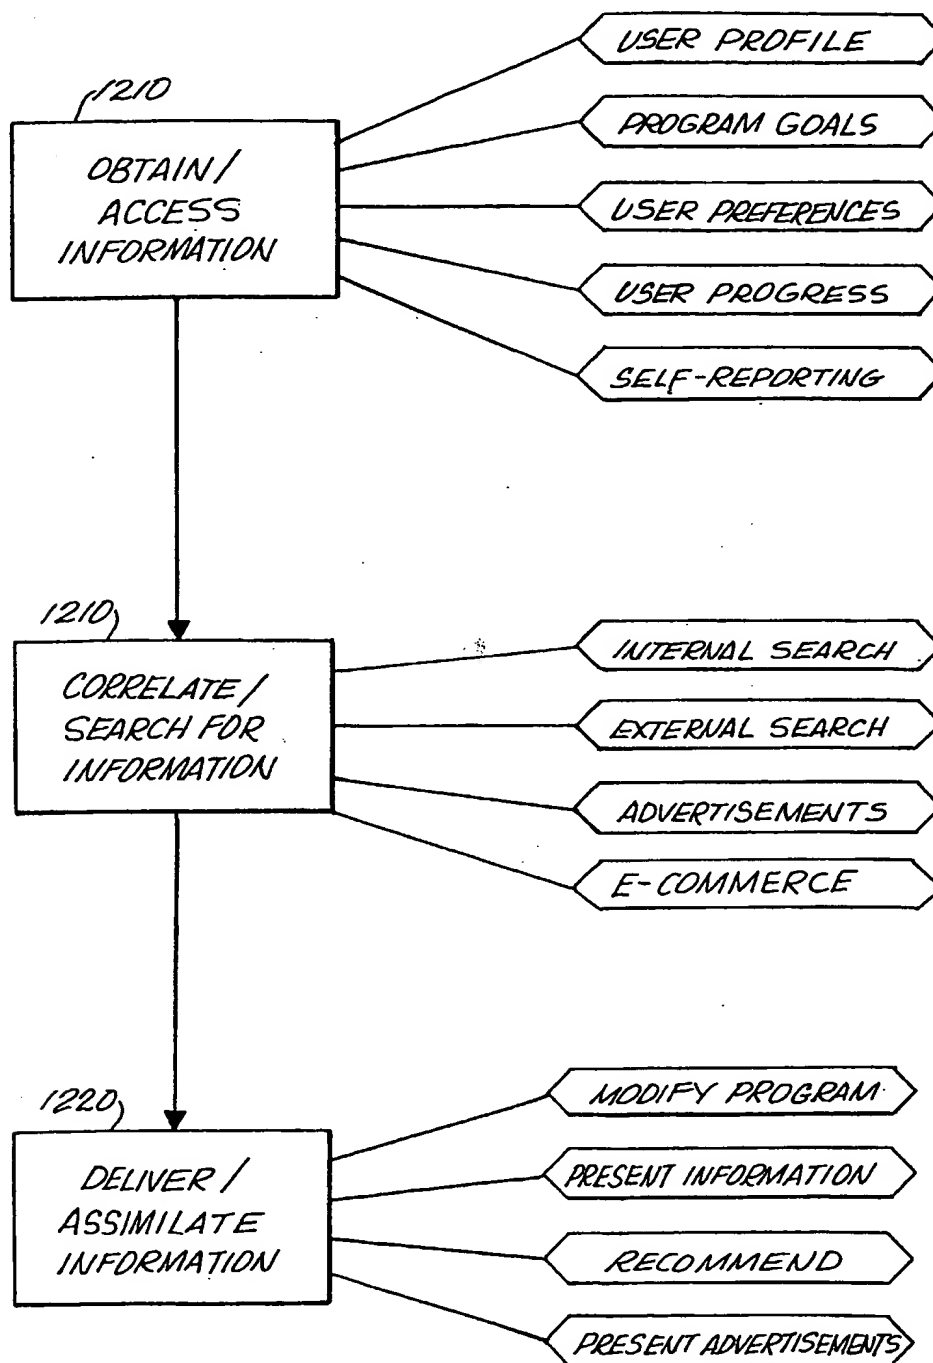 1210
OBTAIN/
ACCESS
INFORMATION
USER PROFILE
PROGRAM GOALS
USER PREFERENCES
USER PROGRESS
SELF-REPORTING
1210
CORRELATE/
SEARCH FOR
INFORMATION
INTERNAL SEARCH
EXTERNAL SEARCH
ADVERTISEMENTS
E-COMMERCE
1220
DELIVER/
ASSIMILATE
INFORMATION
MODIFY PROGRAM
PRESENT INFORMATION
RECOMMEND
PRESENT ADVERTISEMENTS